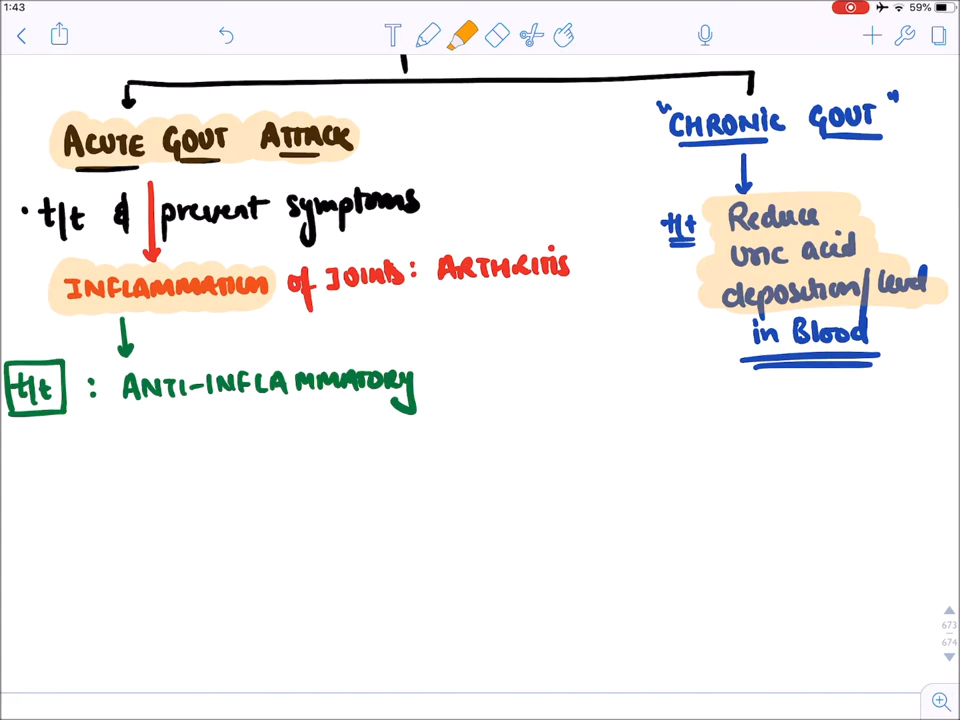 1:43
59%
T
ACUTE GOUT ATTACK
• t/t & prevent symptoms
INFLAMMATION of JOINTS: ARTHRITIS
t/t : ANTI-INFLAMMATORY
"CHRONIC GOUT"
t/t Reduce
uric acid
deposition/level
in Blood
673
674